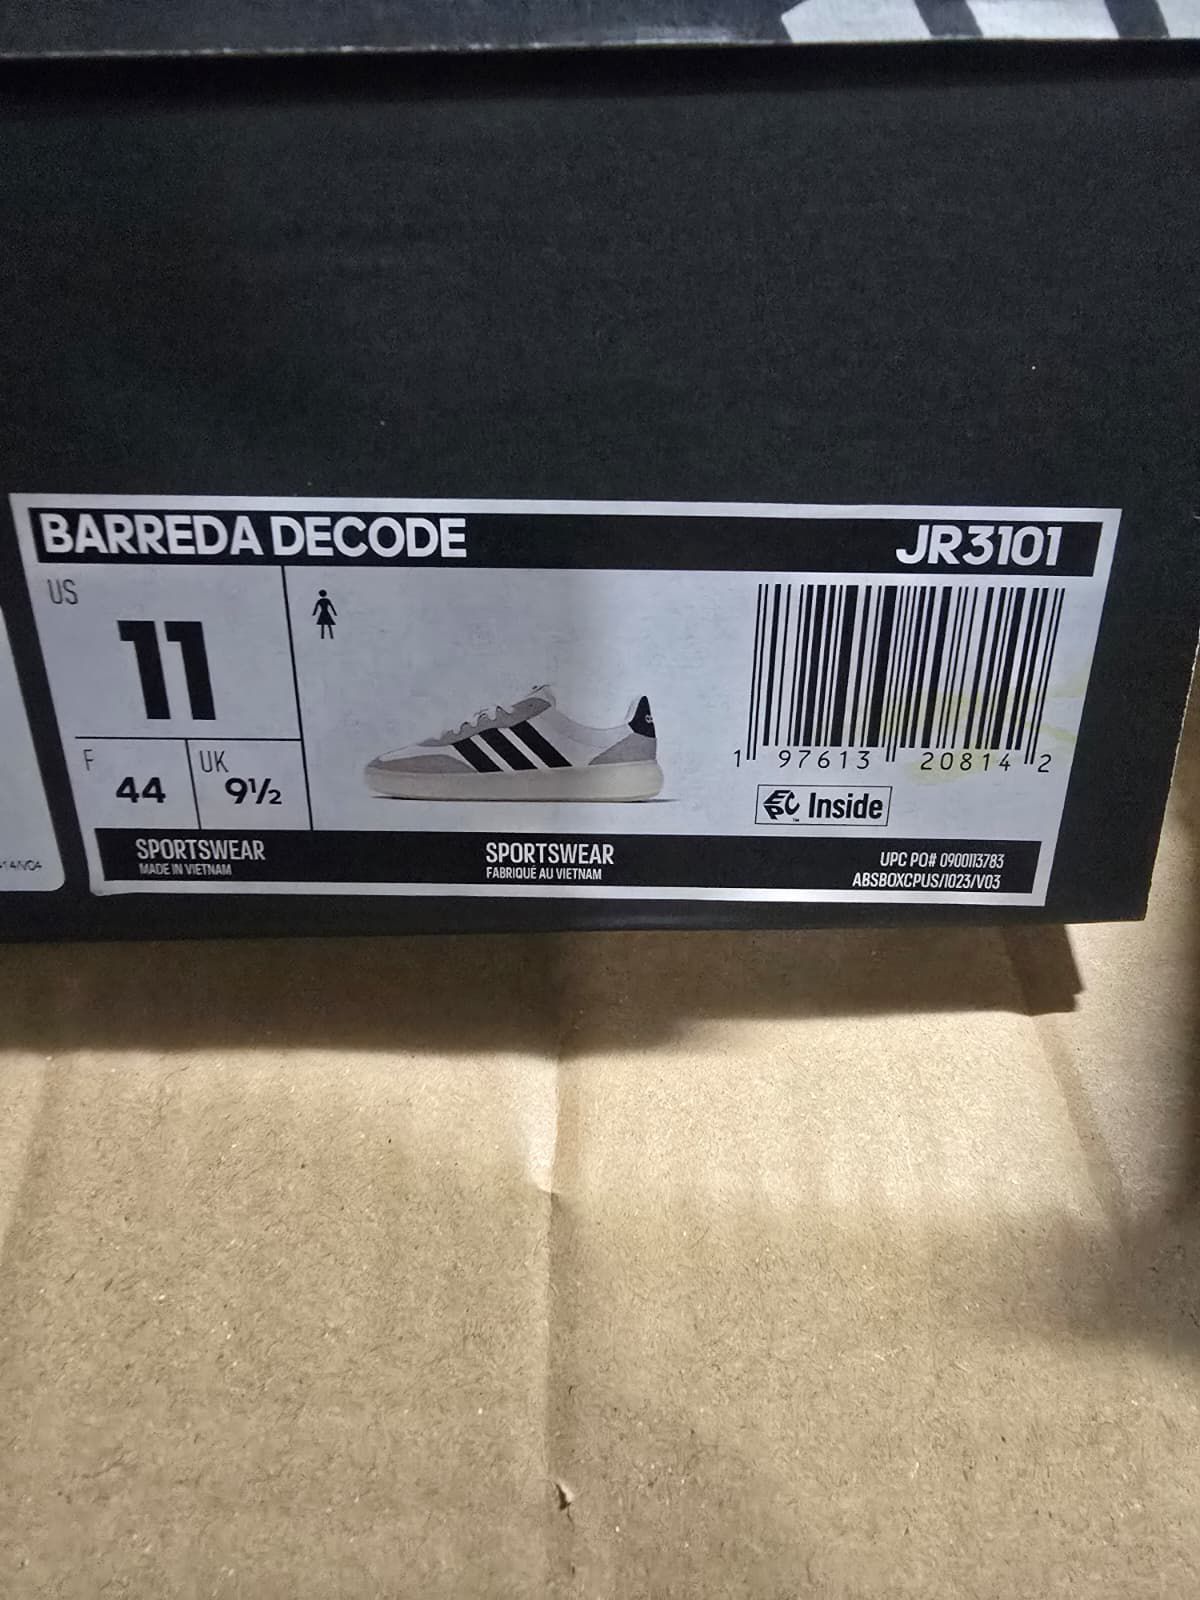 BARREDA DECODE JR3101
US
11
F
44
UK
9½
1 97613 20814 2
EPC Inside
SPORTSWEAR
MADE IN VIETNAM
SPORTSWEAR
FABRIQUÉ AU VIETNAM
UPC PO# 0900113783
ABSBOXCPUS/1023/V03